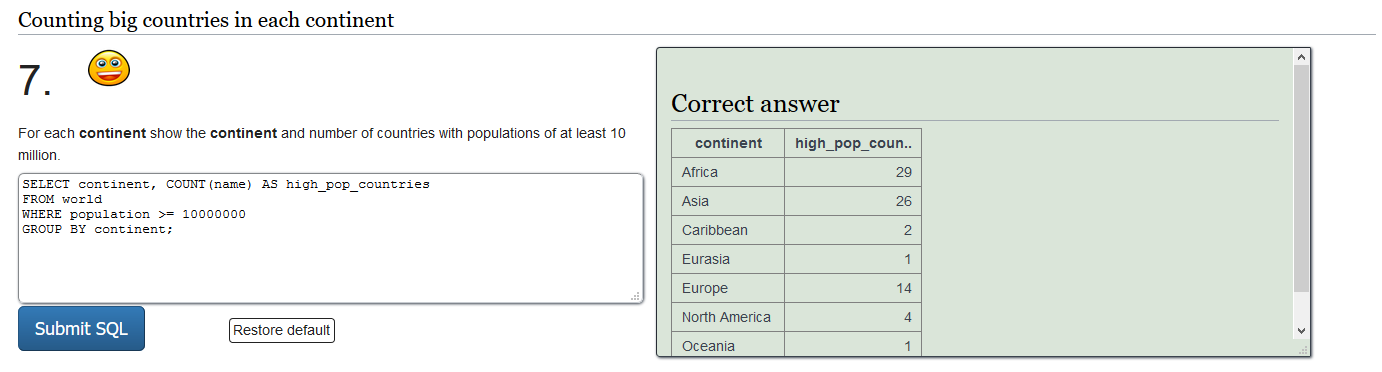 Counting big countries in each continent
7.
For each continent show the continent and number of countries with populations of at least 10
million.
SELECT continent, COUNT(name) AS high_pop_countries
FROM world
WHERE population >= 10000000
GROUP BY continent;
Submit SQL
Restore default
Correct answer
continent high_pop_coun..
Africa 29
Asia 26
Caribbean 2
Eurasia 1
Europe 14
North America 4
Oceania 1